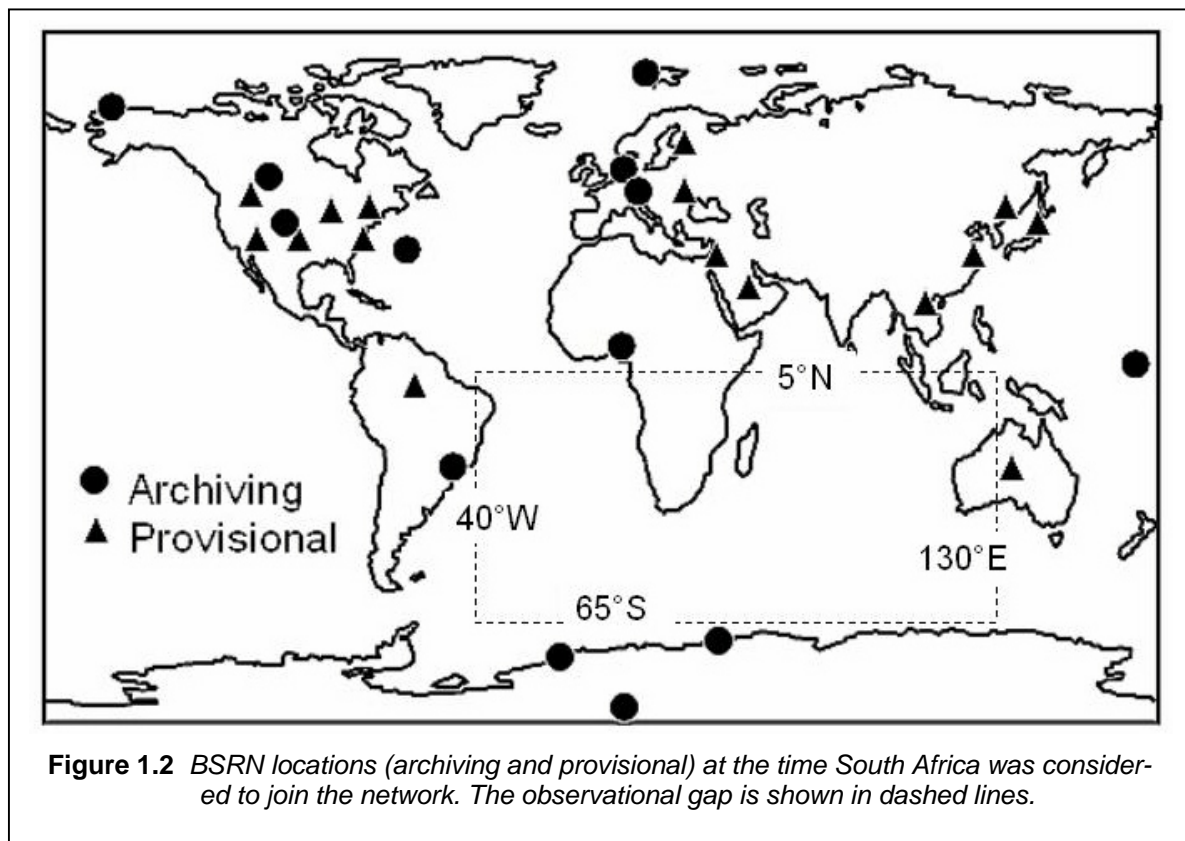 5°N
Archiving
Provisional
40°W
130°E
65°S
Figure 1.2 BSRN locations (archiving and provisional) at the time South Africa was consider-
ed to join the network. The observational gap is shown in dashed lines.